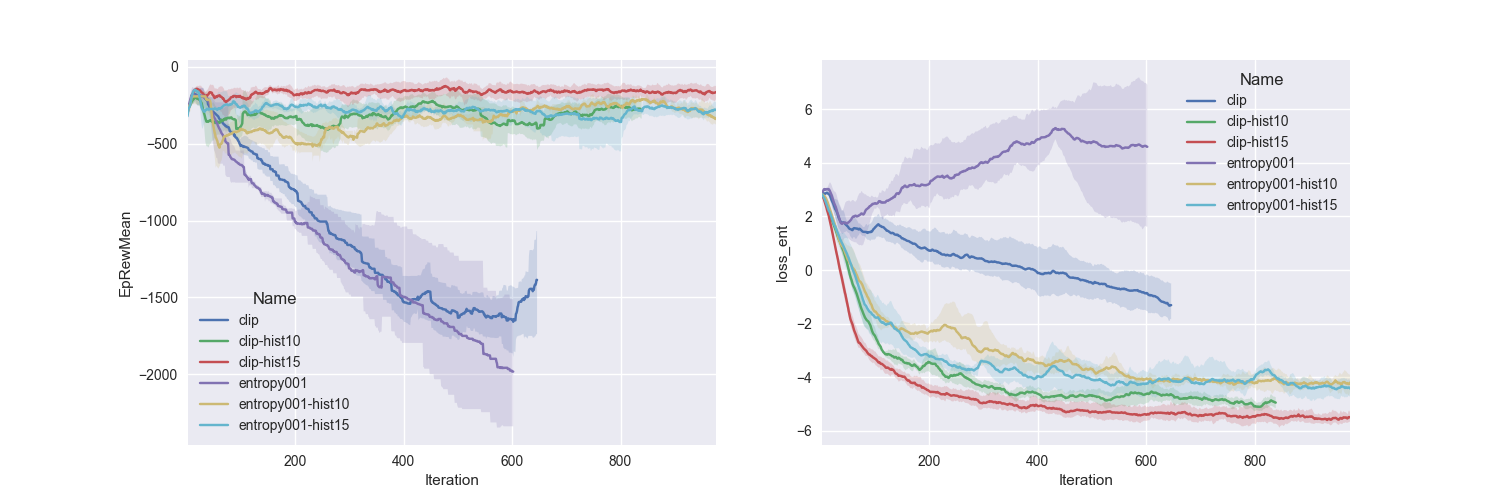 0
−500
−1000
−1500
−2000
EpRewMean
200
400
600
800
Iteration
Name
clip
clip-hist10
clip-hist15
entropy001
entropy001-hist10
entropy001-hist15
6
4
2
0
−2
−4
−6
loss_ent
200
400
600
800
Iteration
Name
clip
clip-hist10
clip-hist15
entropy001
entropy001-hist10
entropy001-hist15